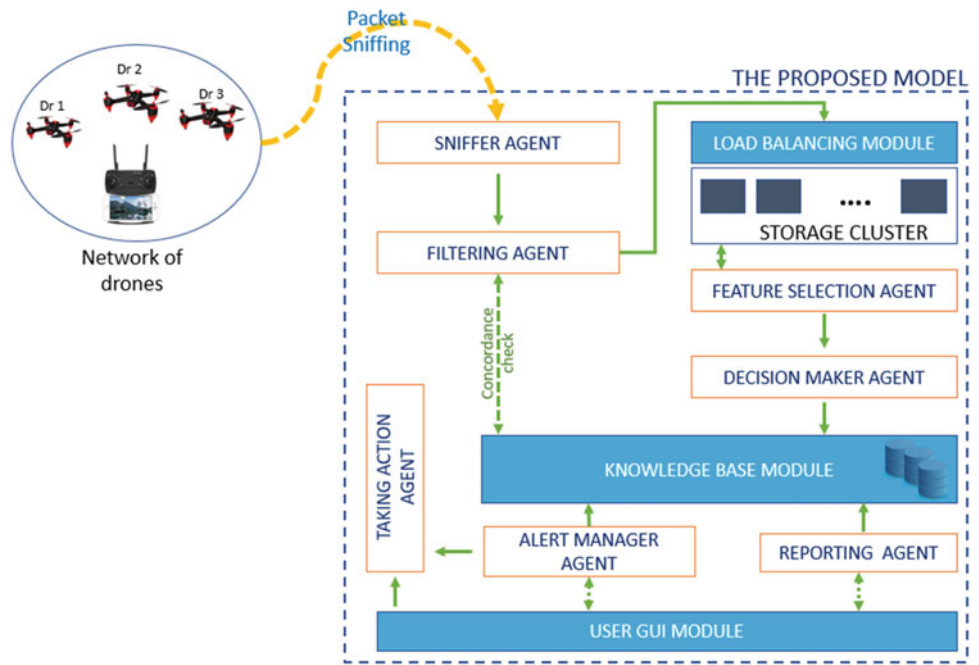 Packet
Sniffing
Dr 1
Dr 2
Dr 3
Network of
drones
THE PROPOSED MODEL
SNIFFER AGENT
LOAD BALANCING MODULE
....
STORAGE CLUSTER
FILTERING AGENT
FEATURE SELECTION AGENT
Concordance
check
DECISION MAKER AGENT
TAKING ACTION
AGENT
KNOWLEDGE BASE MODULE
ALERT MANAGER
AGENT
REPORTING AGENT
USER GUI MODULE